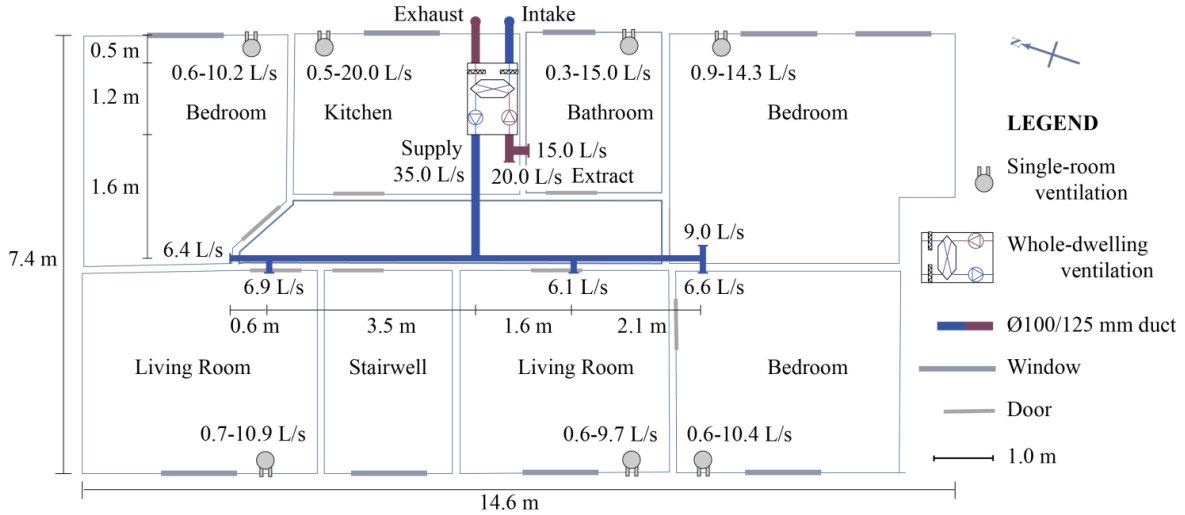 Exhaust
Intake
N
0.5 m
0.6-10.2 L/s
0.5-20.0 L/s
0.3-15.0 L/s
0.9-14.3 L/s
1.2 m
Bedroom
Kitchen
Bathroom
Bedroom
LEGEND
Supply
35.0 L/s
15.0 L/s
20.0 L/s
Extract
Single-room
ventilation
1.6 m
7.4 m
6.4 L/s
9.0 L/s
Whole-dwelling
ventilation
6.9 L/s
6.1 L/s
6.6 L/s
0.6 m
3.5 m
1.6 m
2.1 m
Ø100/125 mm duct
Living Room
Stairwell
Living Room
Bedroom
Window
Door
0.7-10.9 L/s
0.6-9.7 L/s
0.6-10.4 L/s
1.0 m
14.6 m